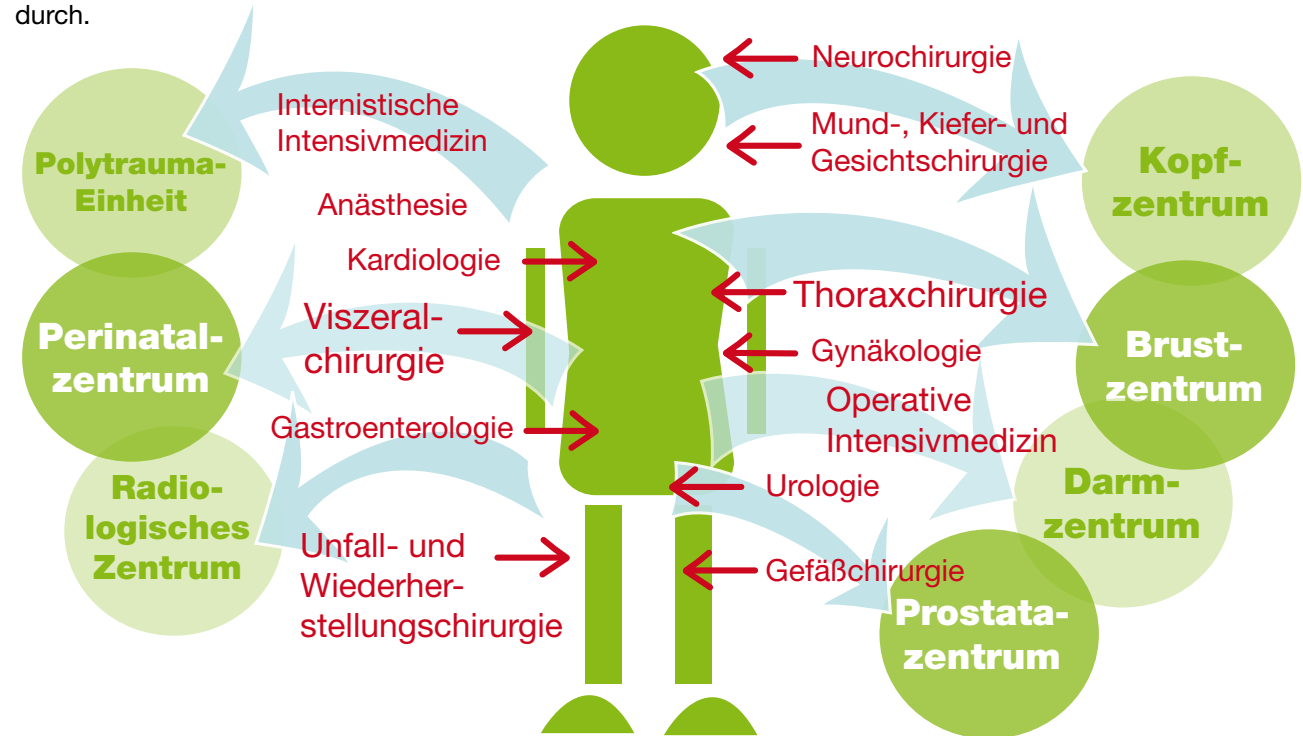 durch.
Internistische
Intensivmedizin
Anästhesie
Kardiologie
Viszeral-
chirurgie
Gastroenterologie
Unfall- und
Wiederher-
stellungschirurgie
Neurochirurgie
Mund-, Kiefer- und
Gesichtschirurgie
Thoraxchirurgie
Gynäkologie
Operative
Intensivmedizin
Urologie
Gefäßchirurgie
Polytrauma-
Einheit
Perinatal-
zentrum
Radio-
logisches
Zentrum
Kopf-
zentrum
Brust-
zentrum
Darm-
zentrum
Prostata-
zentrum